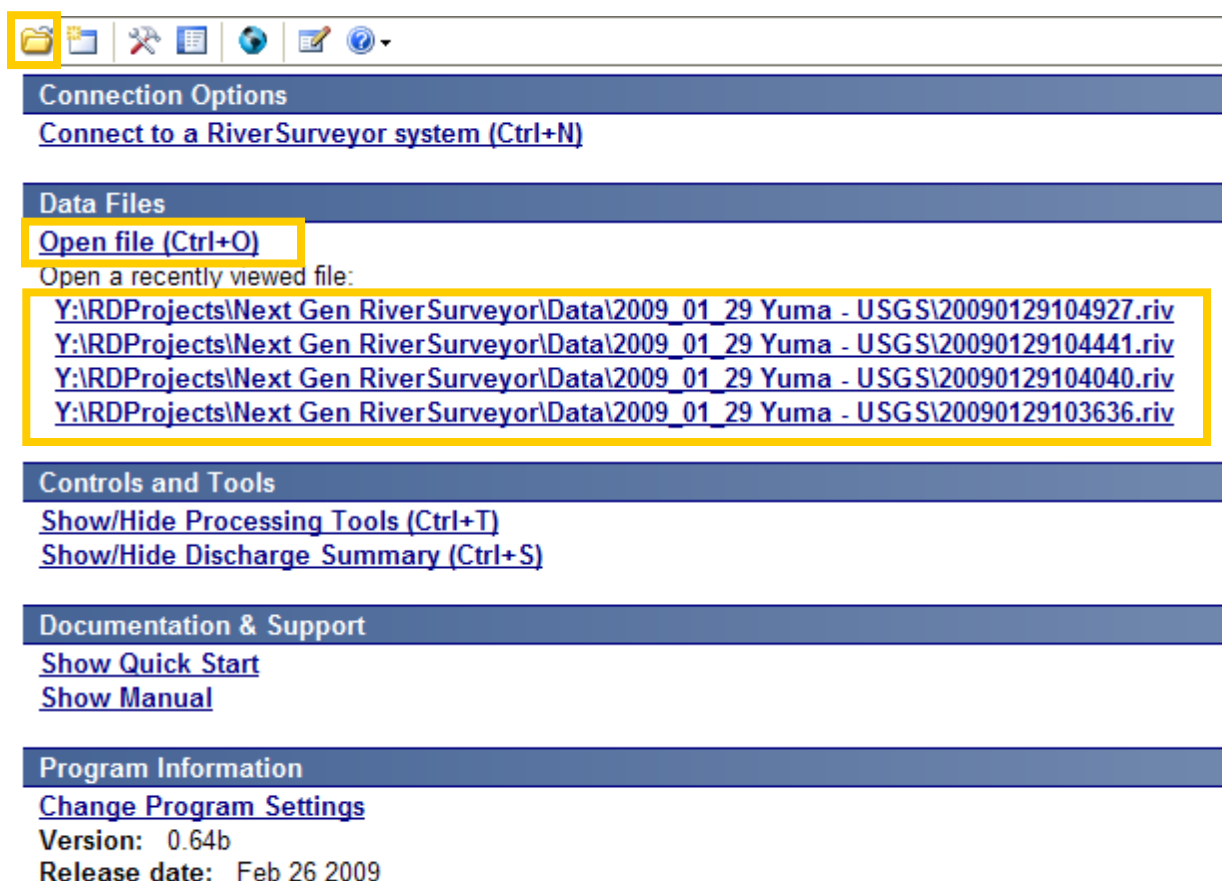 Connection Options
Connect to a RiverSurveyor system (Ctrl+N)
Data Files
Open file (Ctrl+O)
Open a recently viewed file:
Y:\RDProjects\Next Gen RiverSurveyor\Data\2009_01_29 Yuma - USGS\20090129104927.riv
Y:\RDProjects\Next Gen RiverSurveyor\Data\2009_01_29 Yuma - USGS\20090129104441.riv
Y:\RDProjects\Next Gen RiverSurveyor\Data\2009_01_29 Yuma - USGS\20090129104040.riv
Y:\RDProjects\Next Gen RiverSurveyor\Data\2009_01_29 Yuma - USGS\20090129103636.riv
Controls and Tools
Show/Hide Processing Tools (Ctrl+T)
Show/Hide Discharge Summary (Ctrl+S)
Documentation & Support
Show Quick Start
Show Manual
Program Information
Change Program Settings
Version: 0.64b
Release date: Feb 26 2009